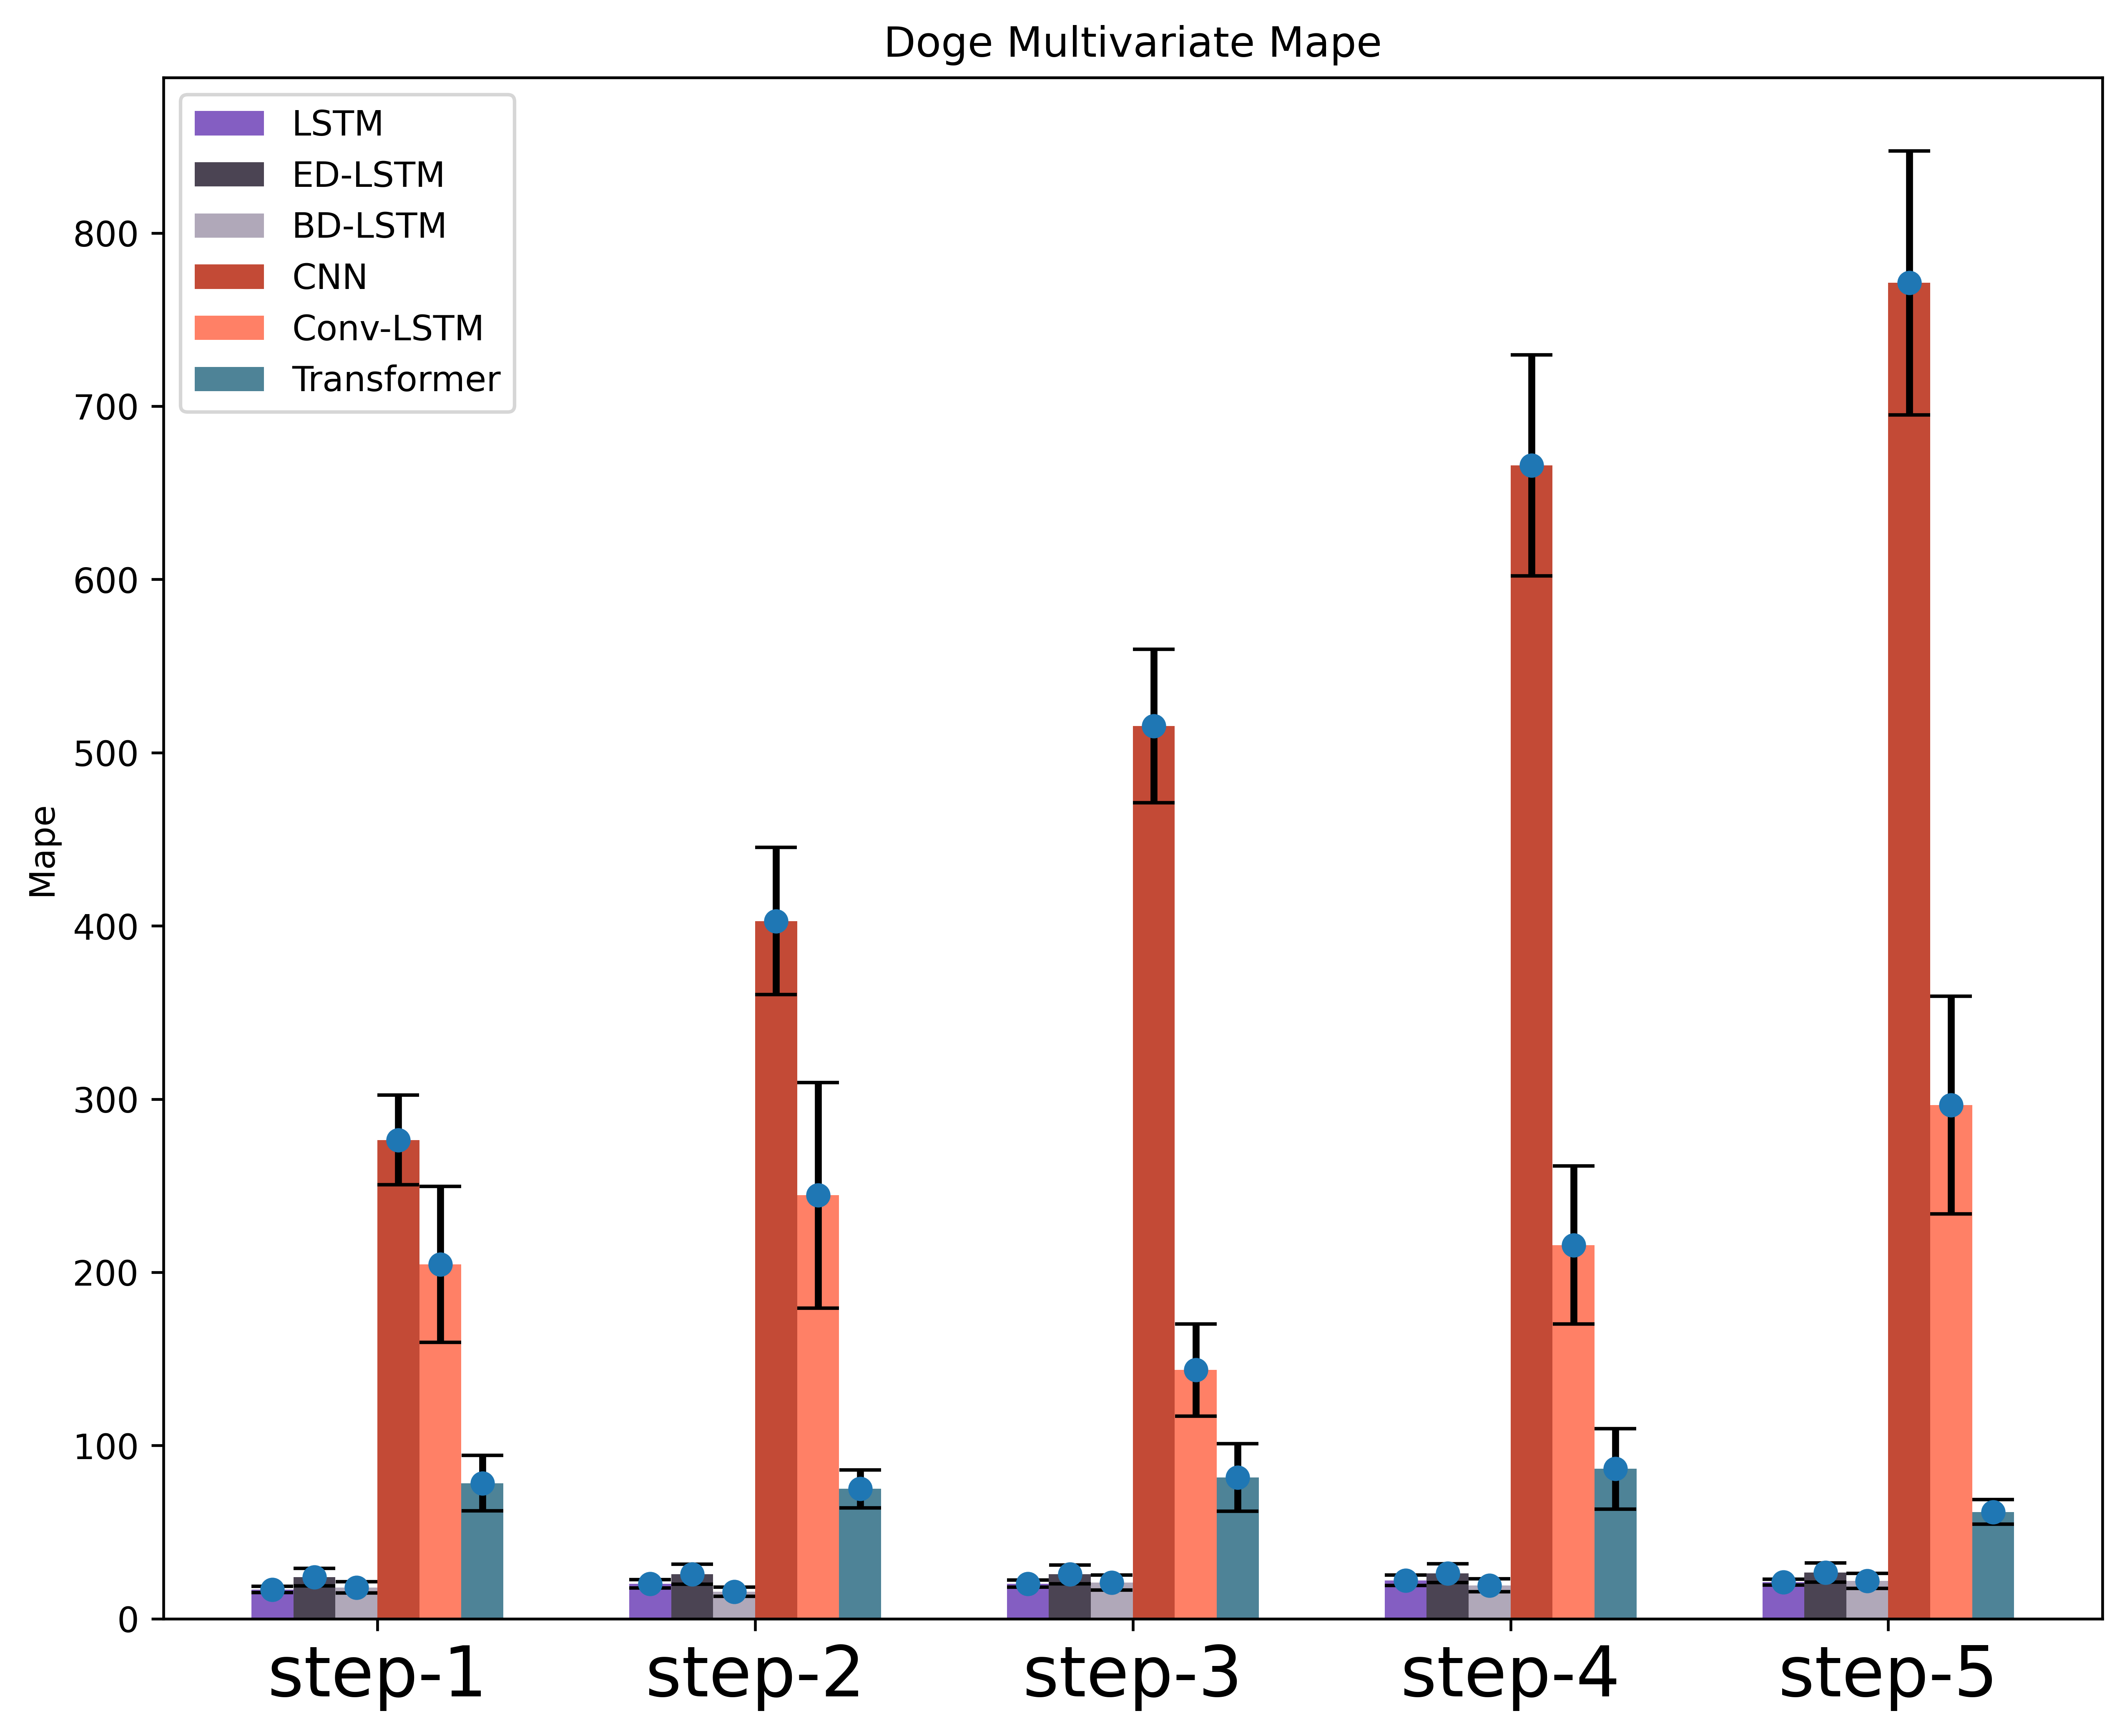 Doge Multivariate Mape
LSTM
ED-LSTM
BD-LSTM
CNN
Conv-LSTM
Transformer
Mape
800
700
600
500
400
300
200
100
0
step-1 step-2 step-3 step-4 step-5